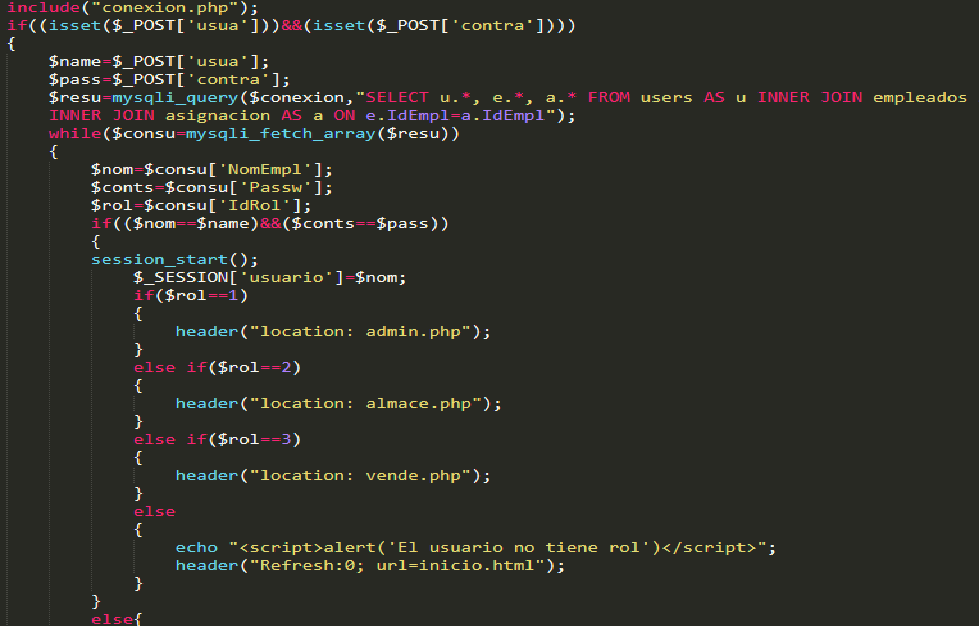 include("conexion.php");
if((isset($_POST['usua']))&&(isset($_POST['contra'])))
{
$name=$_POST['usua'];
$pass=$_POST['contra'];
$resu=mysqli_query($conexion,"SELECT u.*, e.*, a.* FROM users AS u INNER JOIN empleados
INNER JOIN asignacion AS a ON e.IdEmpl=a.IdEmpl");
while($consu=mysqli_fetch_array($resu))
{
$nom=$consu['NomEmpl'];
$conts=$consu['Passw'];
$rol=$consu['IdRol'];
if(($nom==$name)&&($conts==$pass))
{
session_start();
$_SESSION['usuario']=$nom;
if($rol==1)
{
header("location: admin.php");
}
else if($rol==2)
{
header("location: almace.php");
}
else if($rol==3)
{
header("location: vende.php");
}
else
{
echo "<script>alert('El usuario no tiene rol')</script>";
header("Refresh:0; url=inicio.html");
}
}
else{